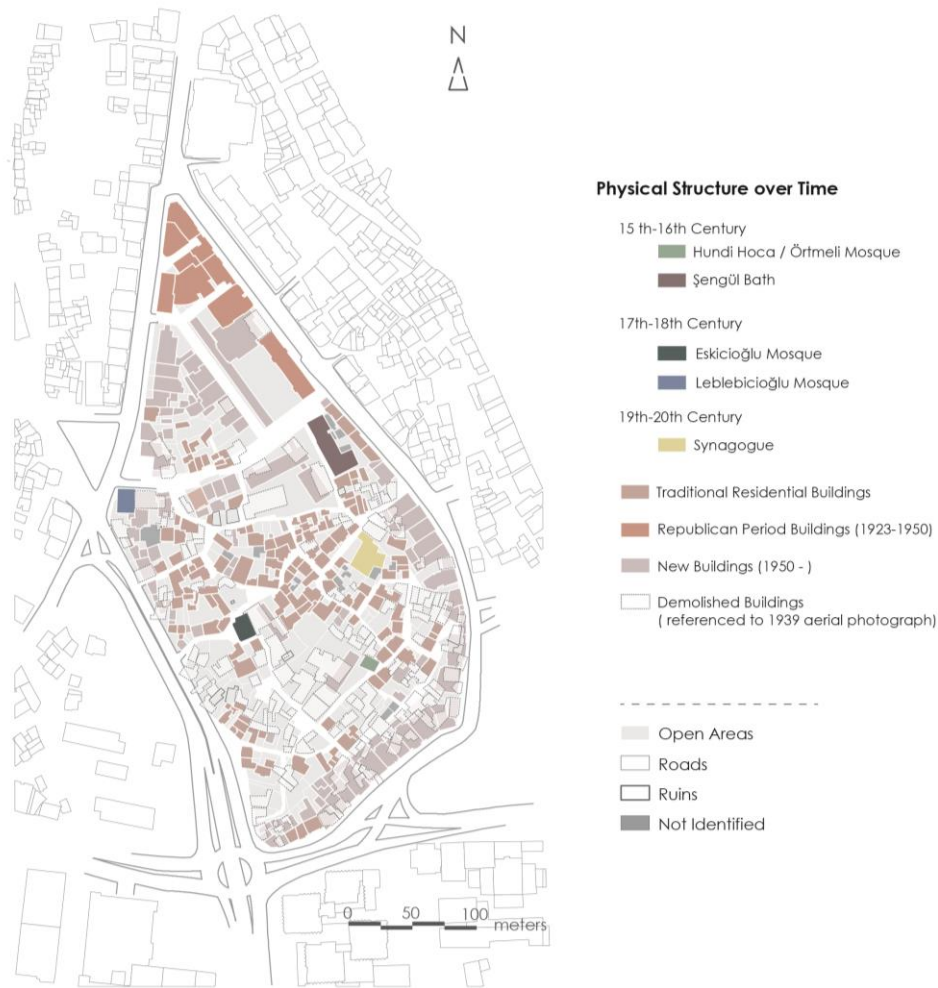 N
Physical Structure over Time
15 th-16th Century
Hundi Hoca / Örtmeli Mosque
Şengül Bath
17th-18th Century
Eskicioğlu Mosque
Leblebicioğlu Mosque
19th-20th Century
Synagogue
Traditional Residential Buildings
Republican Period Buildings (1923-1950)
New Buildings (1950 - )
Demolished Buildings
( referenced to 1939 aerial photograph)
Open Areas
Roads
Ruins
Not Identified
0 50 100
meters